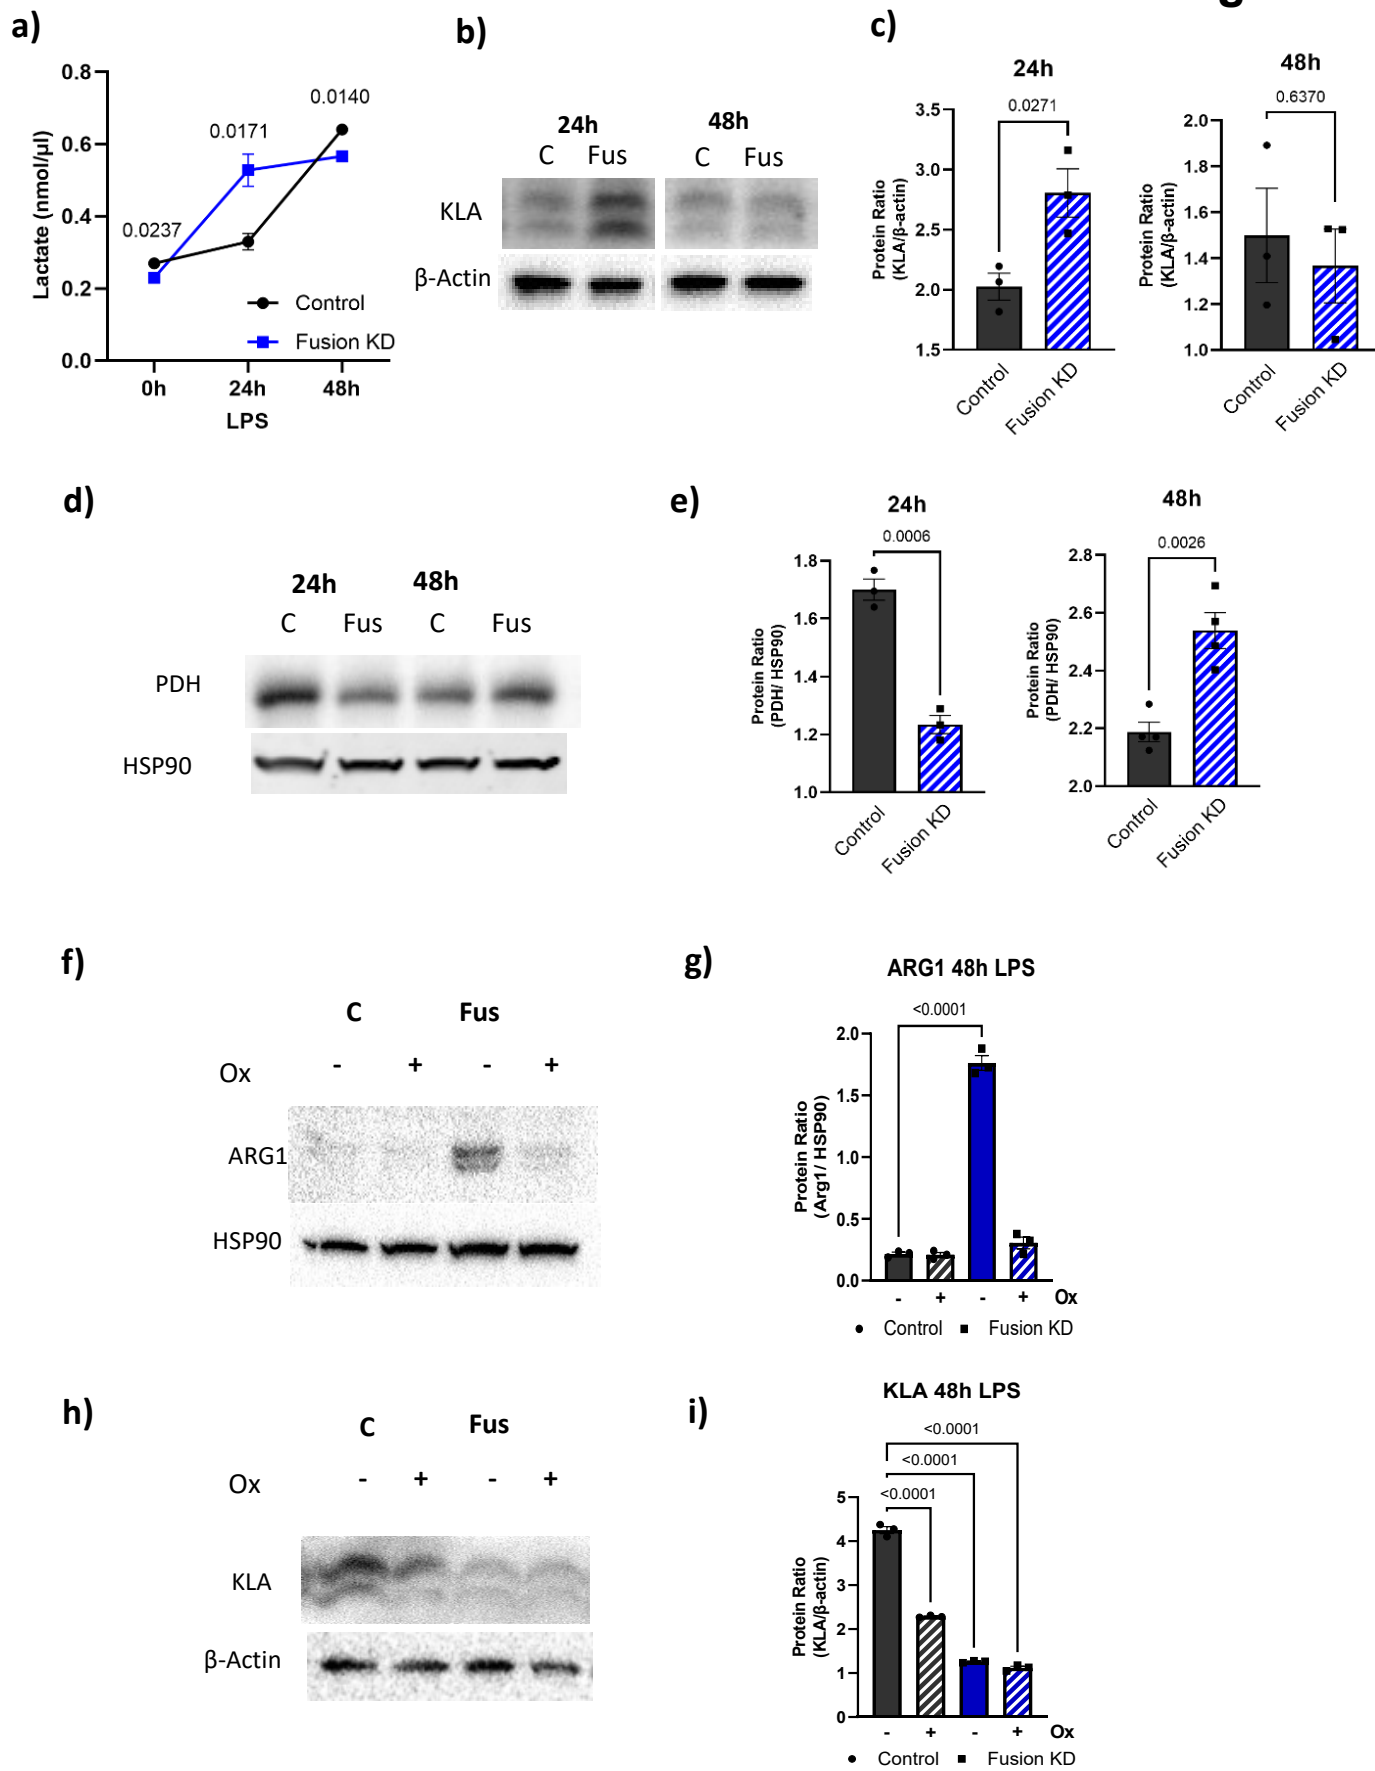 a)
0.8
0.6
0.4
0.2
0.0
Lactate (nmol/µl)
0.0237
0.0171
0.0140
Control
Fusion KD
0h 24h 48h
LPS
b)
24h 48h
C Fus C Fus
KLA
β-Actin
c)
24h
0.0271
3.5
3.0
2.5
2.0
1.5
Protein Ratio
(KLA/β-actin)
Control Fusion KD
48h
0.6370
2.0
1.8
1.6
1.4
1.2
1.0
Protein Ratio
(KLA/β-actin)
Control Fusion KD
d)
24h 48h
C Fus C Fus
PDH
HSP90
e)
24h
0.0006
1.8
1.6
1.4
1.2
1.0
Protein Ratio
(PDH/ HSP90)
Control Fusion KD
48h
0.0026
2.8
2.6
2.4
2.2
2.0
Protein Ratio
(PDH/ HSP90)
Control Fusion KD
f)
C Fus
Ox - + - +
ARG1
HSP90
g)
ARG1 48h LPS
<0.0001
2.0
1.5
1.0
0.5
0.0
Protein Ratio
(Arg1/ HSP90)
- + - + Ox
Control Fusion KD
h)
C Fus
Ox - + - +
KLA
β-Actin
i)
KLA 48h LPS
<0.0001
<0.0001
<0.0001
5
4
3
2
1
0
Protein Ratio
(KLA/β-actin)
- + - + Ox
Control Fusion KD